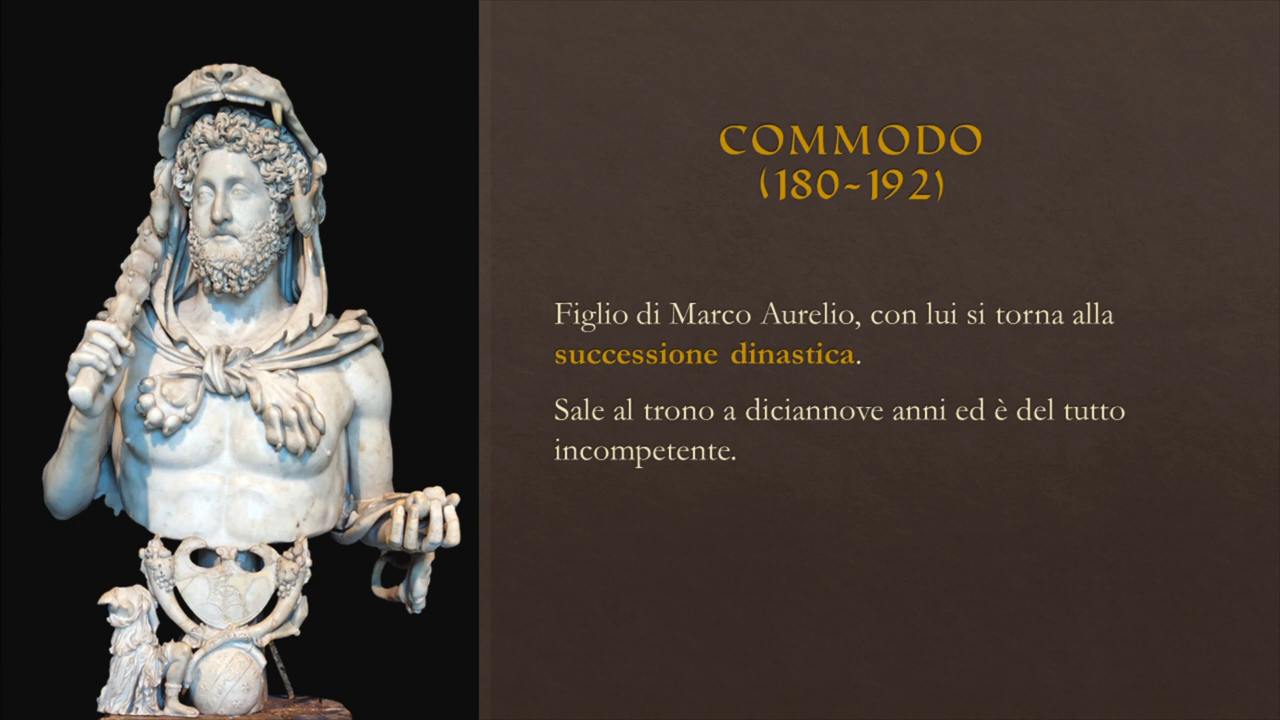 COMMODO
(180-192)
Figlio di Marco Aurelio, con lui si torna alla
successione dinastica.
Sale al trono a diciannove anni ed è del tutto
incompetente.